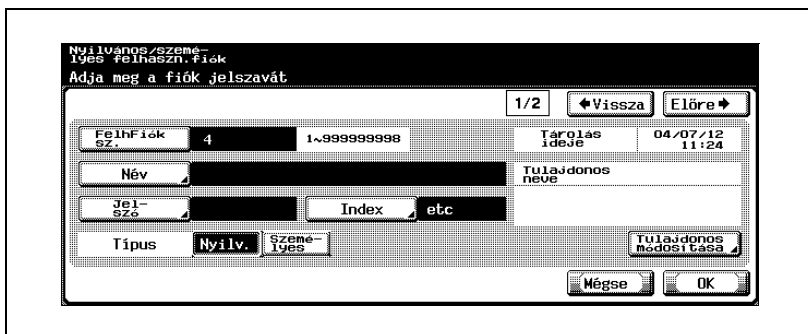 Nyilvános/szemé-
lyes felhaszn.fiók
Adja meg a fiók jelszavát
1/2 Vissza Előre
FelhFiók
sz. 4 1~999999998 Tárolás
ideje 04/07/12
11:24
Név Tulajdonos
neve
Jel-
szó Index etc
Típus Nyilv. Szemé-
lyes Tulajdonos
módosítása
Mégse OK